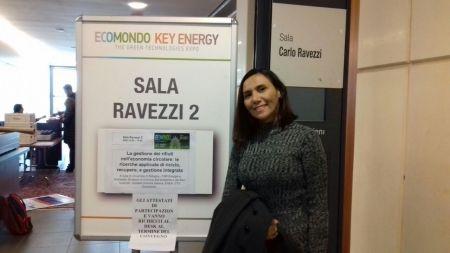 ECOMONDO KEY ENERGY
THE GREEN TECHNOLOGIES EXPO
SALA
RAVEZZI 2
La gestione dei rifiuti
nell'economia circolare: le
ricerche applicate di riciclo,
recupero, e gestione integrata
GLI ATTESTATI
DI
PARTECIPAZION
E VANNO
RICHIESTI AL
DESK AL
TERMINE DEL
CONVEGNO
Sala
Carlo Ravezzi